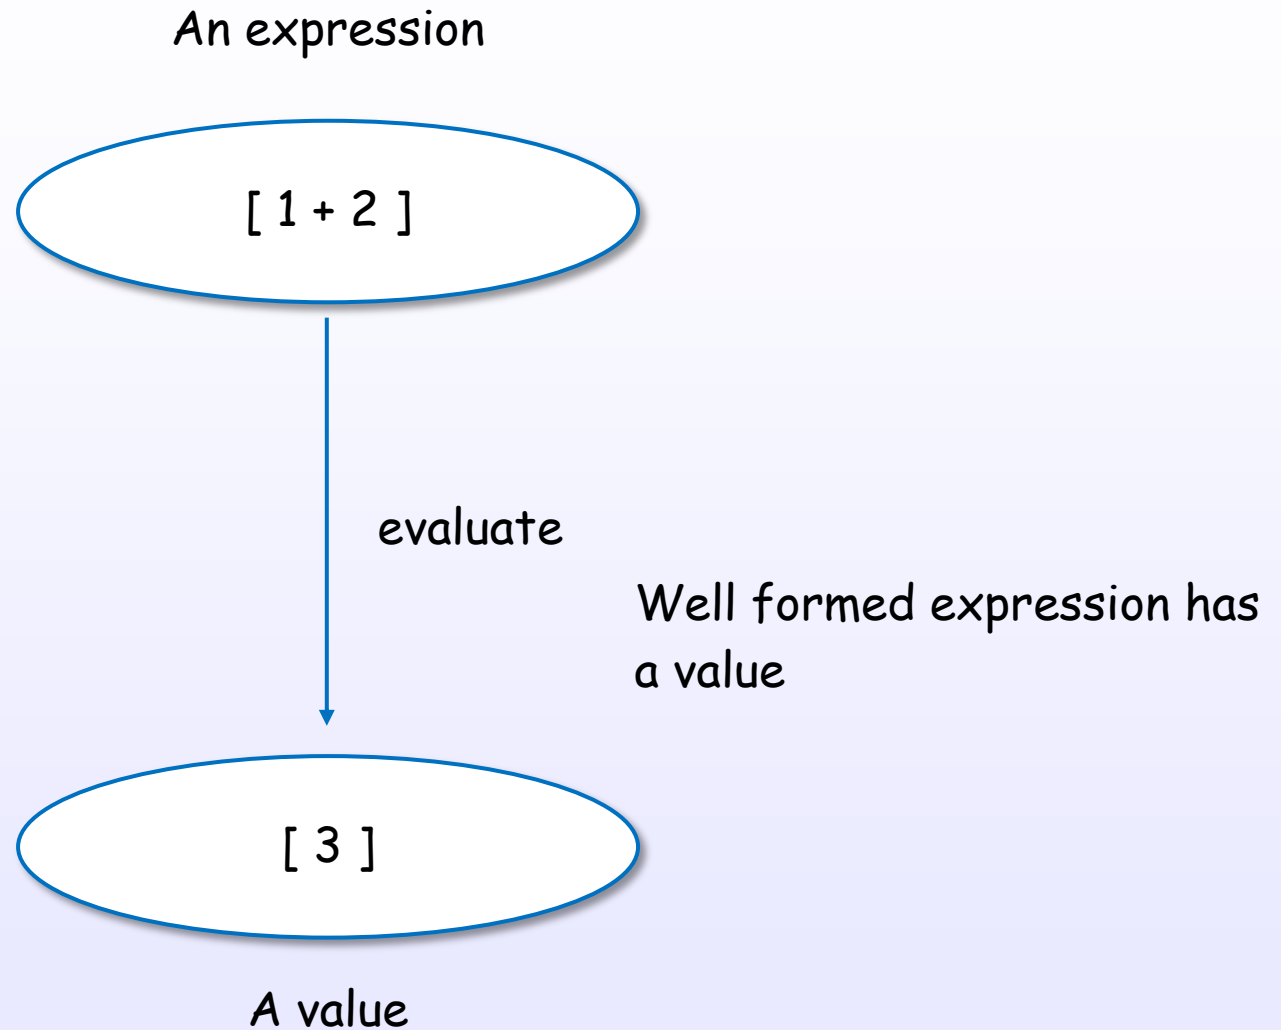 An expression
[ 1 + 2 ]
evaluate
Well formed expression has
a value
[ 3 ]
A value